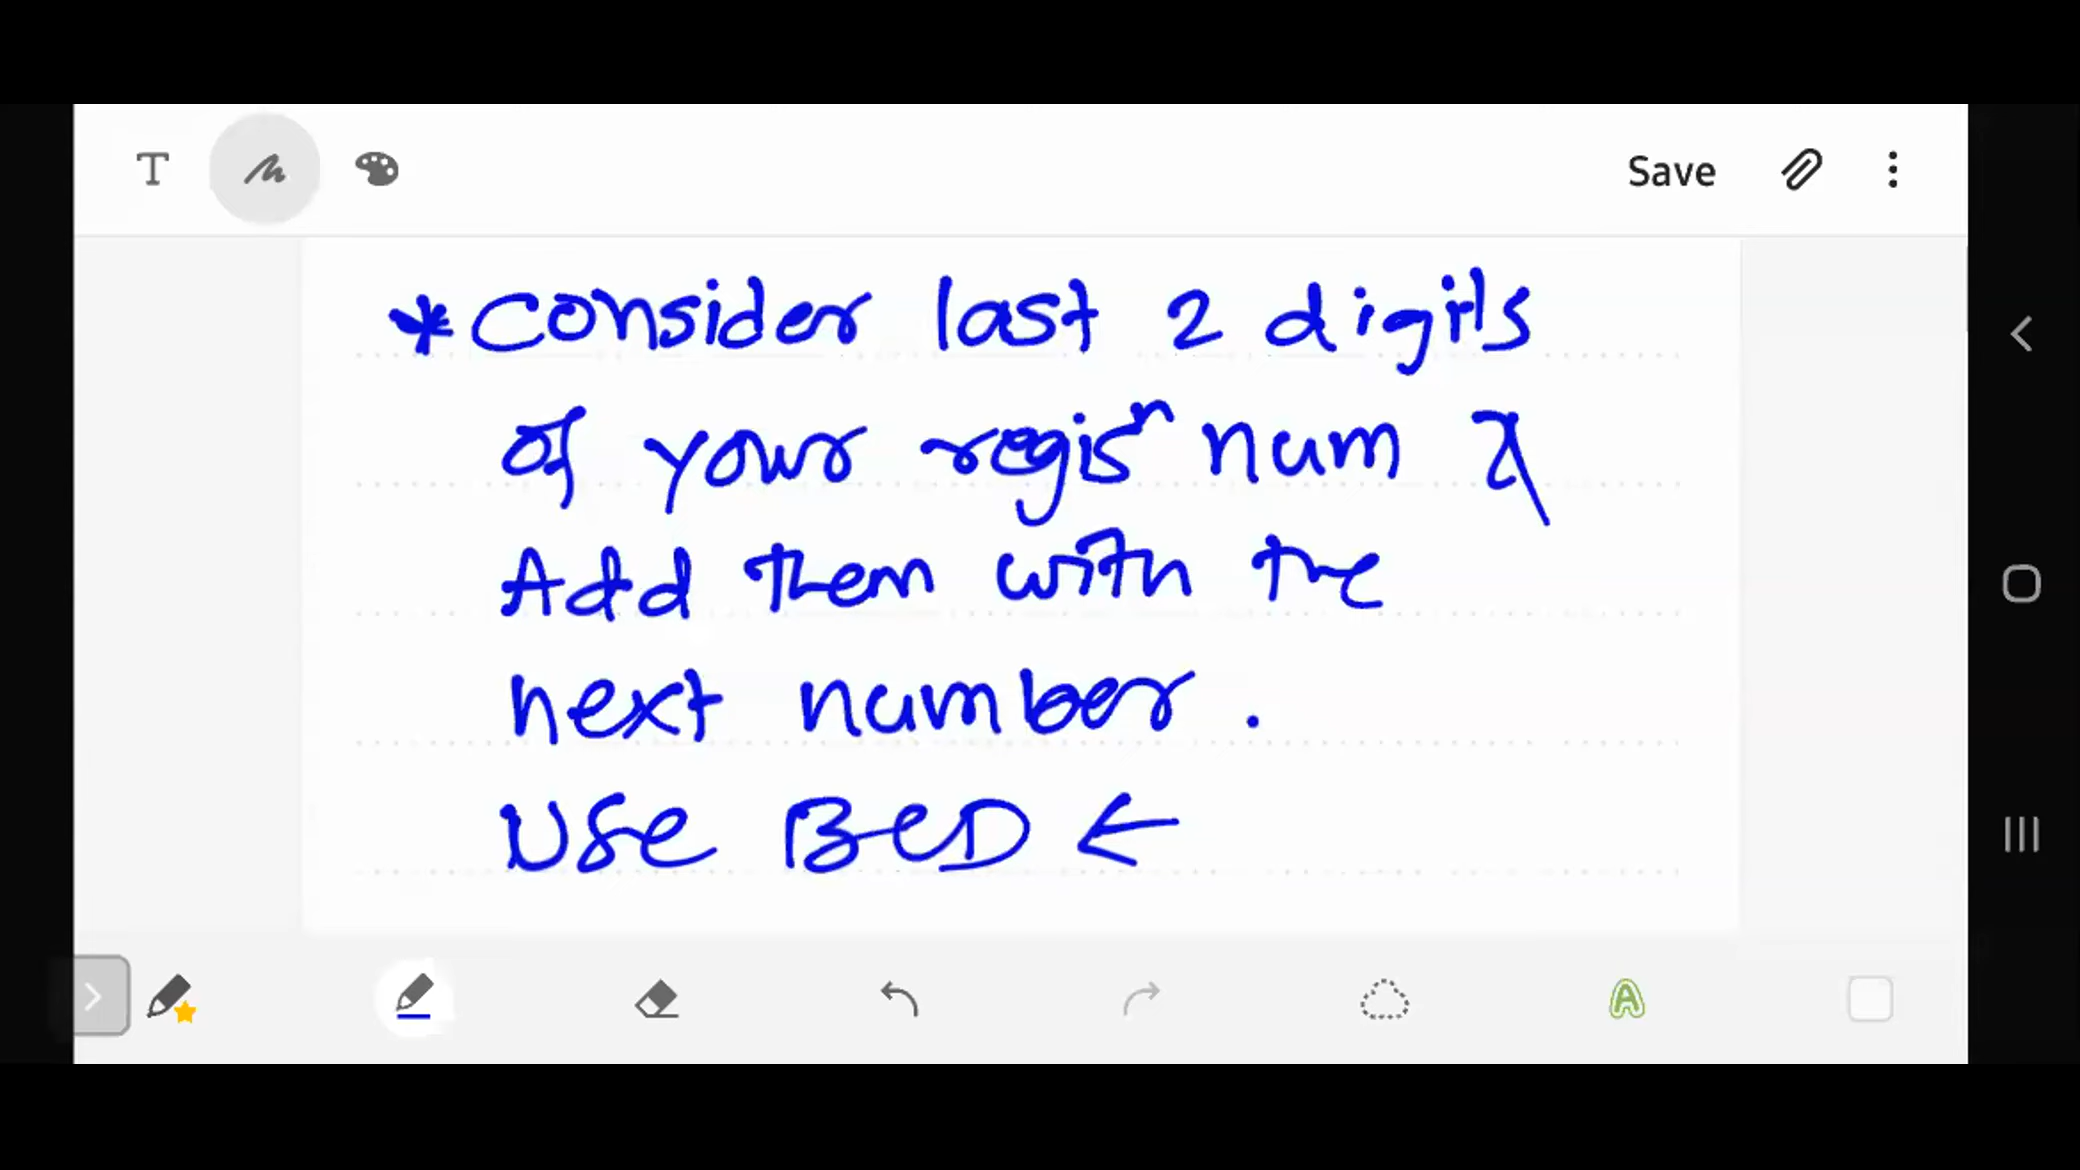 Save
*Consider last 2 digits
of your regisⁿ num &
Add them with the
next number.
Use BCD ←